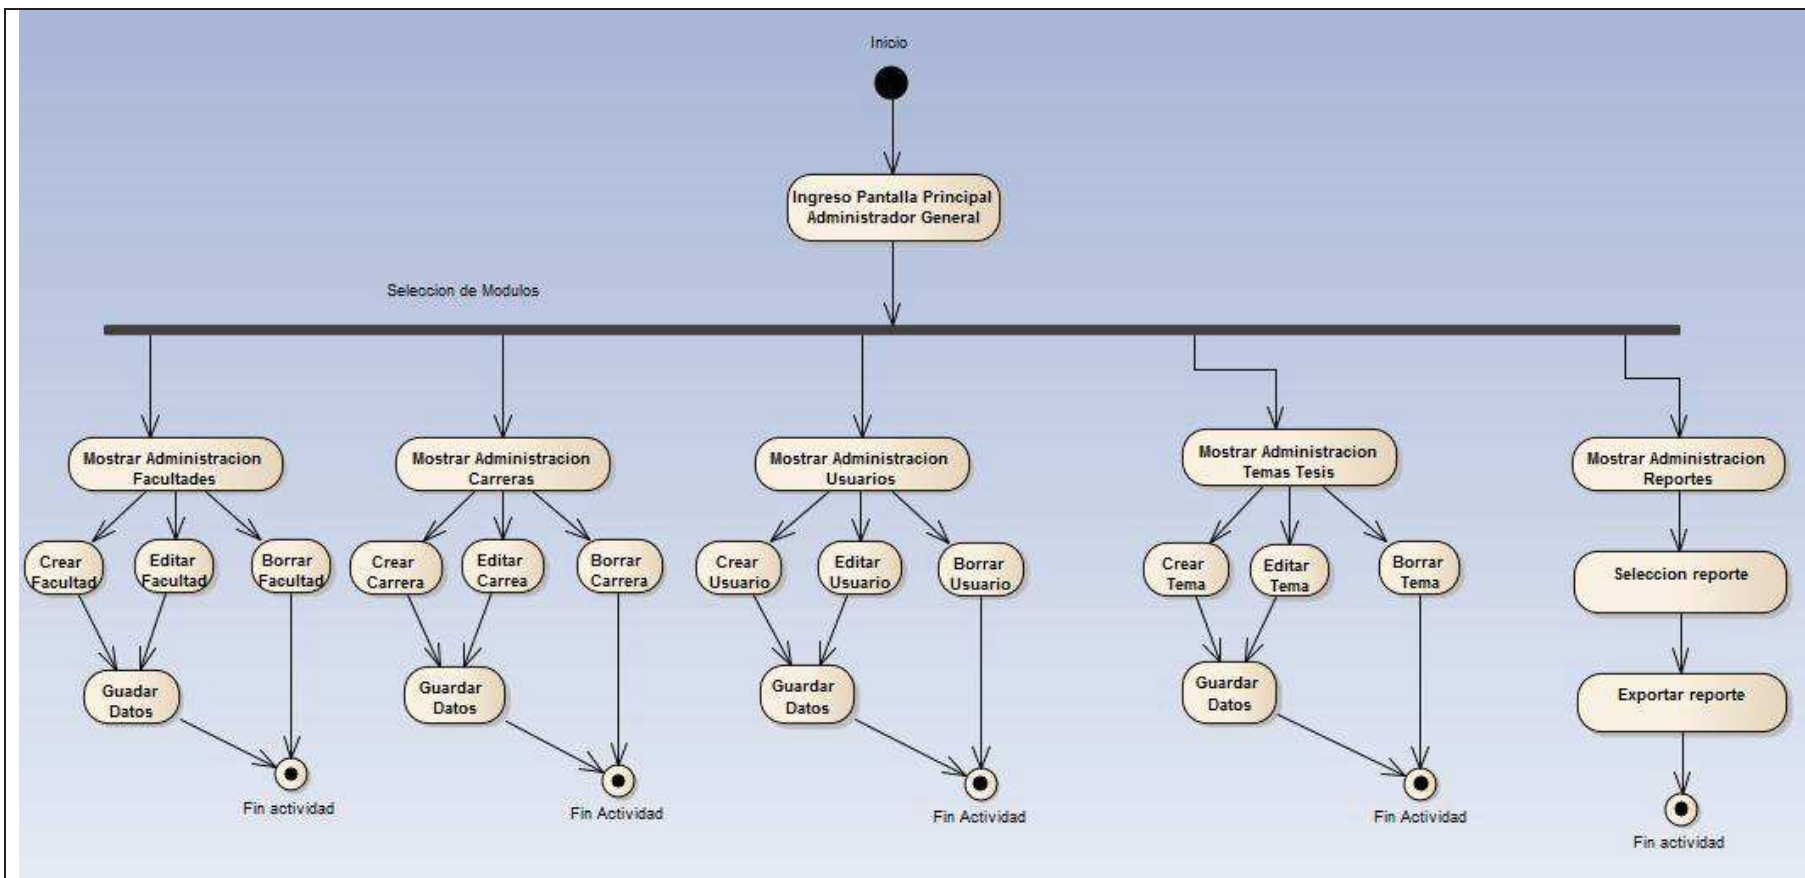 Inicio
Ingreso Pantalla Principal
Administrador General
Seleccion de Modulos
Mostrar Administracion
Facultades
Mostrar Administracion
Carreras
Mostrar Administracion
Usuarios
Mostrar Administracion
Temas Tesis
Mostrar Administracion
Reportes
Crear
Facultad
Editar
Facultad
Borrar
Facultad
Crear
Carrera
Editar
Carrea
Borrar
Carrera
Crear
Usuario
Editar
Usuario
Borrar
Usuario
Crear
Tema
Editar
Tema
Borrar
Tema
Seleccion reporte
Guadar
Datos
Guardar
Datos
Guardar
Datos
Guardar
Datos
Exportar reporte
Fin actividad
Fin Actividad
Fin Actividad
Fin Actividad
Fin actividad